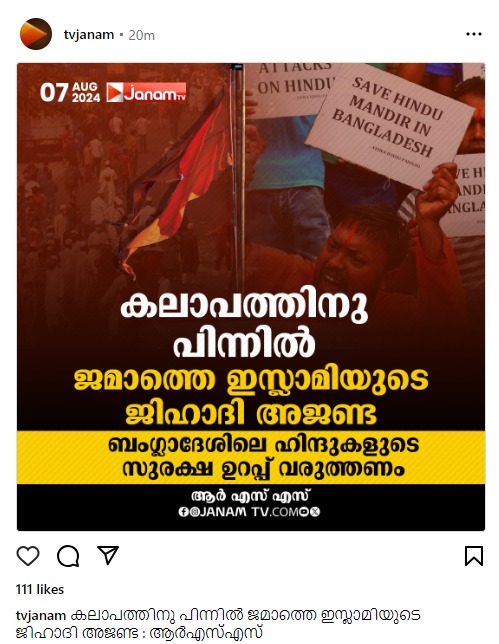 tvjanam • 20m
07 AUG 2024 Janam TV
ATTACKS
ON HINDU
SAVE HINDU
MANDIR IN
BANGLADESH
കലാപത്തിനു
പിന്നിൽ
ജമാത്തെ ഇസ്ലാമിയുടെ
ജിഹാദി അജണ്ട
ബംഗ്ലാദേശിലെ ഹിന്ദുകളുടെ
സുരക്ഷ ഉറപ്പ് വരുത്തണം
ആർ എസ് എസ്
JANAM TV.COM
111 likes
tvjanam കലാപത്തിനു പിന്നിൽ ജമാത്തെ ഇസ്ലാമിയുടെ
ജിഹാദി അജണ്ട : ആർഎസ്എസ്